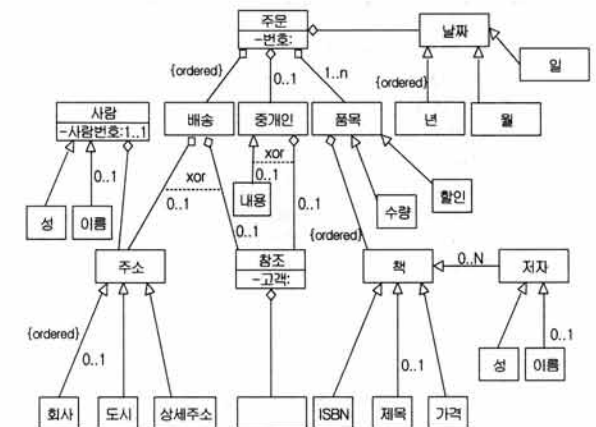 주문
-번호:
날짜
일
{ordered}
0..1
1..n
{ordered}
사람
-사람번호:1..1
배송
중개인
품목
년
월
xor
0..1
xor
0..1
0..1
내용
0..1
수량
할인
성
이름
0..1
{ordered}
주소
참조
-고객:
책
0..N
저자
{ordered}
0..1
0..1
0..1
성
이름
회사
도시
상세주소
ISBN
제목
가격